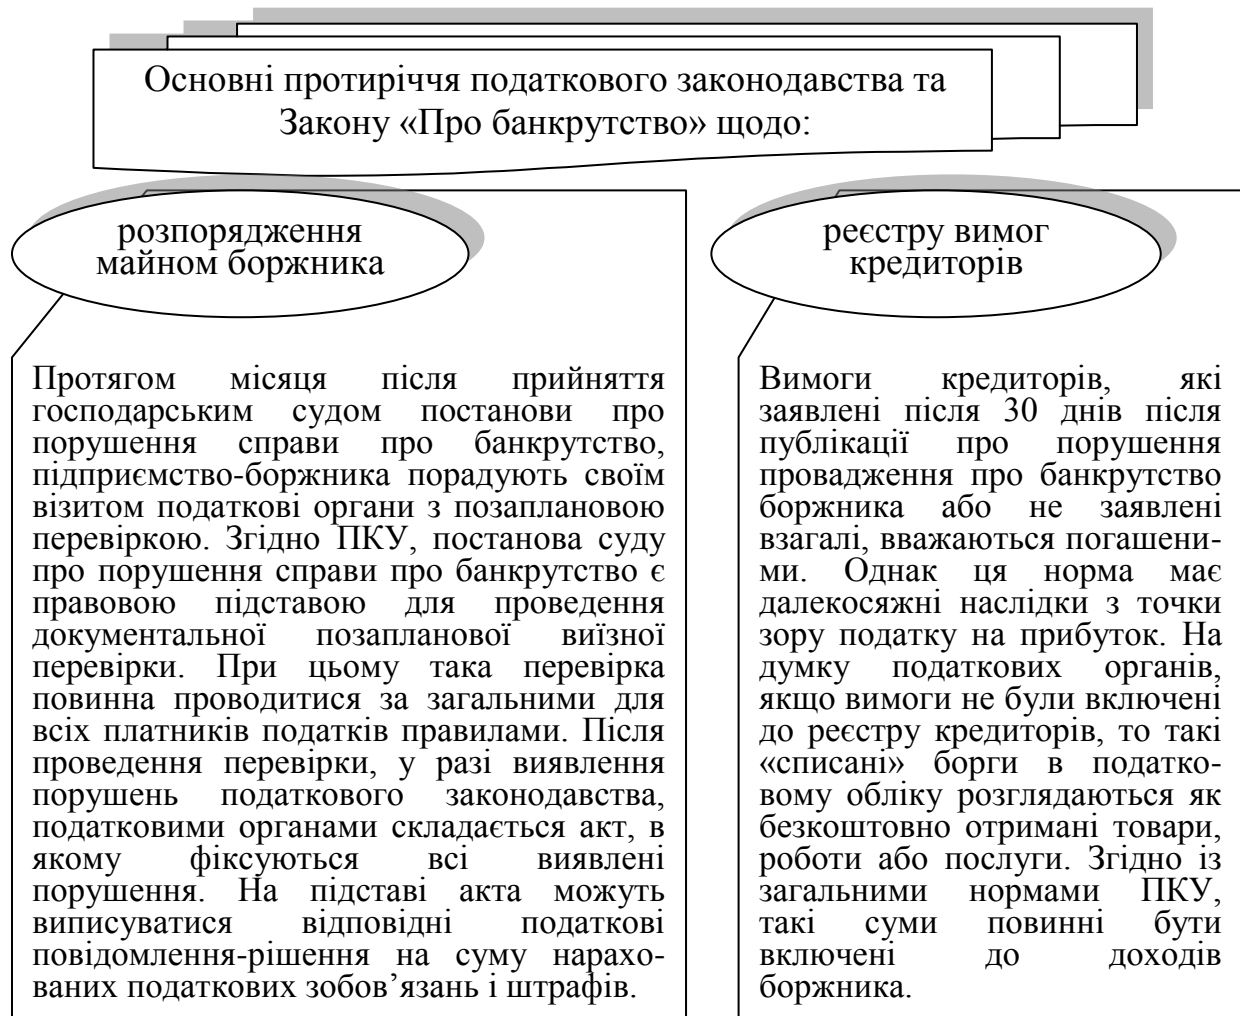 Основні протиріччя податкового законодавства та
Закону «Про банкрутство» щодо:
розпорядження
майном боржника
Протягом місяця після прийняття
господарським судом постанови про
порушення справи про банкрутство,
підприємство-боржника порадують своїм
візитом податкові органи з позаплановою
перевіркою. Згідно ПКУ, постанова суду
про порушення справи про банкрутство є
правовою підставою для проведення
документальної позапланової виїзної
перевірки. При цьому така перевірка
повинна проводитися за загальними для
всіх платників податків правилами. Після
проведення перевірки, у разі виявлення
порушень податкового законодавства,
податковими органами складається акт, в
якому фіксуються всі виявлені
порушення. На підставі акта можуть
виписуватися відповідні податкові
повідомлення-рішення на суму нарахо-
ваних податкових зобов’язань і штрафів.
реєстру вимог
кредиторів
Вимоги кредиторів, які
заявлені після 30 днів після
публікації про порушення
провадження про банкрутство
боржника або не заявлені
взагалі, вважаються погашени-
ми. Однак ця норма має
далекосяжні наслідки з точки
зору податку на прибуток. На
думку податкових органів,
якщо вимоги не були включені
до реєстру кредиторів, то такі
«списані» борги в податко-
вому обліку розглядаються як
безкоштовно отримані товари,
роботи або послуги. Згідно із
загальними нормами ПКУ,
такі суми повинні бути
включені до доходів
боржника.